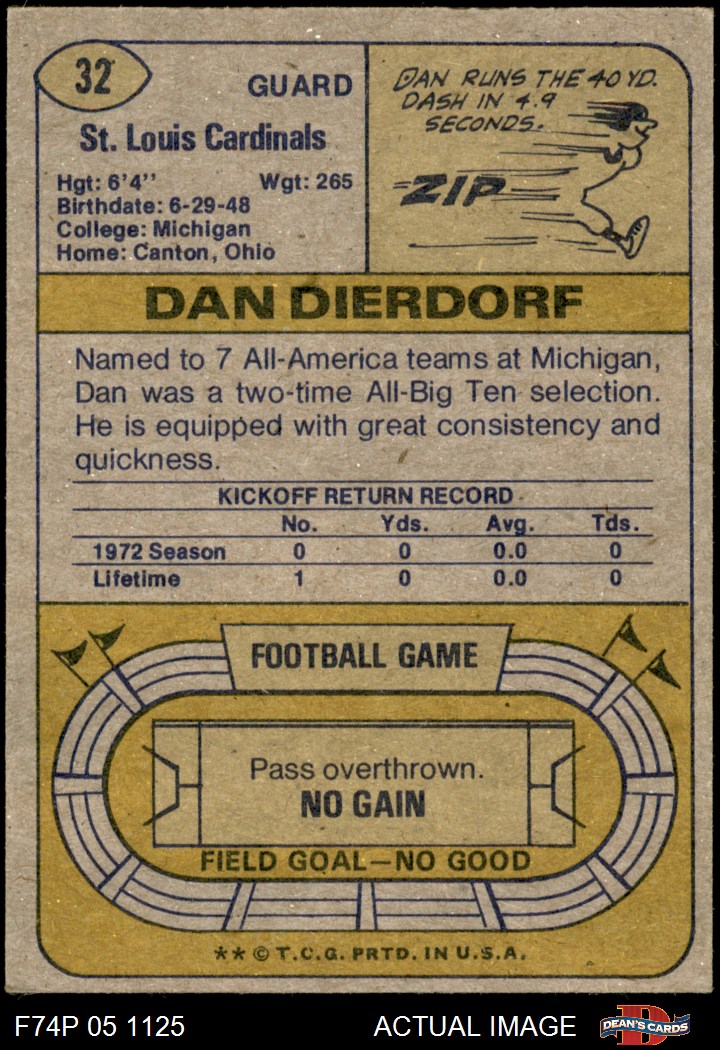 32
GUARD
St. Louis Cardinals
Hgt: 6'4'' Wgt: 265
Birthdate: 6-29-48
College: Michigan
Home: Canton, Ohio
DAN RUNS THE 40 YD.
DASH IN 4.9
SECONDS.
ZIP
DAN DIERDORF
Named to 7 All-America teams at Michigan,
Dan was a two-time All-Big Ten selection.
He is equipped with great consistency and
quickness.
KICKOFF RETURN RECORD
No. Yds. Avg. Tds.
1972 Season 0 0 0.0 0
Lifetime 1 0 0.0 0
FOOTBALL GAME
Pass overthrown.
NO GAIN
FIELD GOAL—NO GOOD
** © T.C.G. PRTD. IN U.S.A.
F74P 05 1125 ACTUAL IMAGE
DEAN'S CARDS